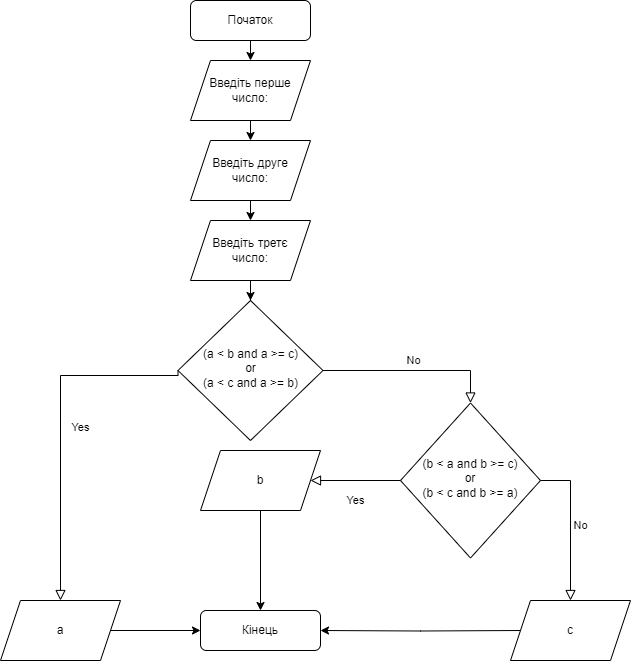 Початок
Введіть перше
число:
Введіть друге
число:
Введіть третє
число:
(a < b and a >= c)
or
(a < c and a >= b)
No
Yes
(b < a and b >= c)
or
(b < c and b >= a)
b
Yes
No
a
Кінець
c